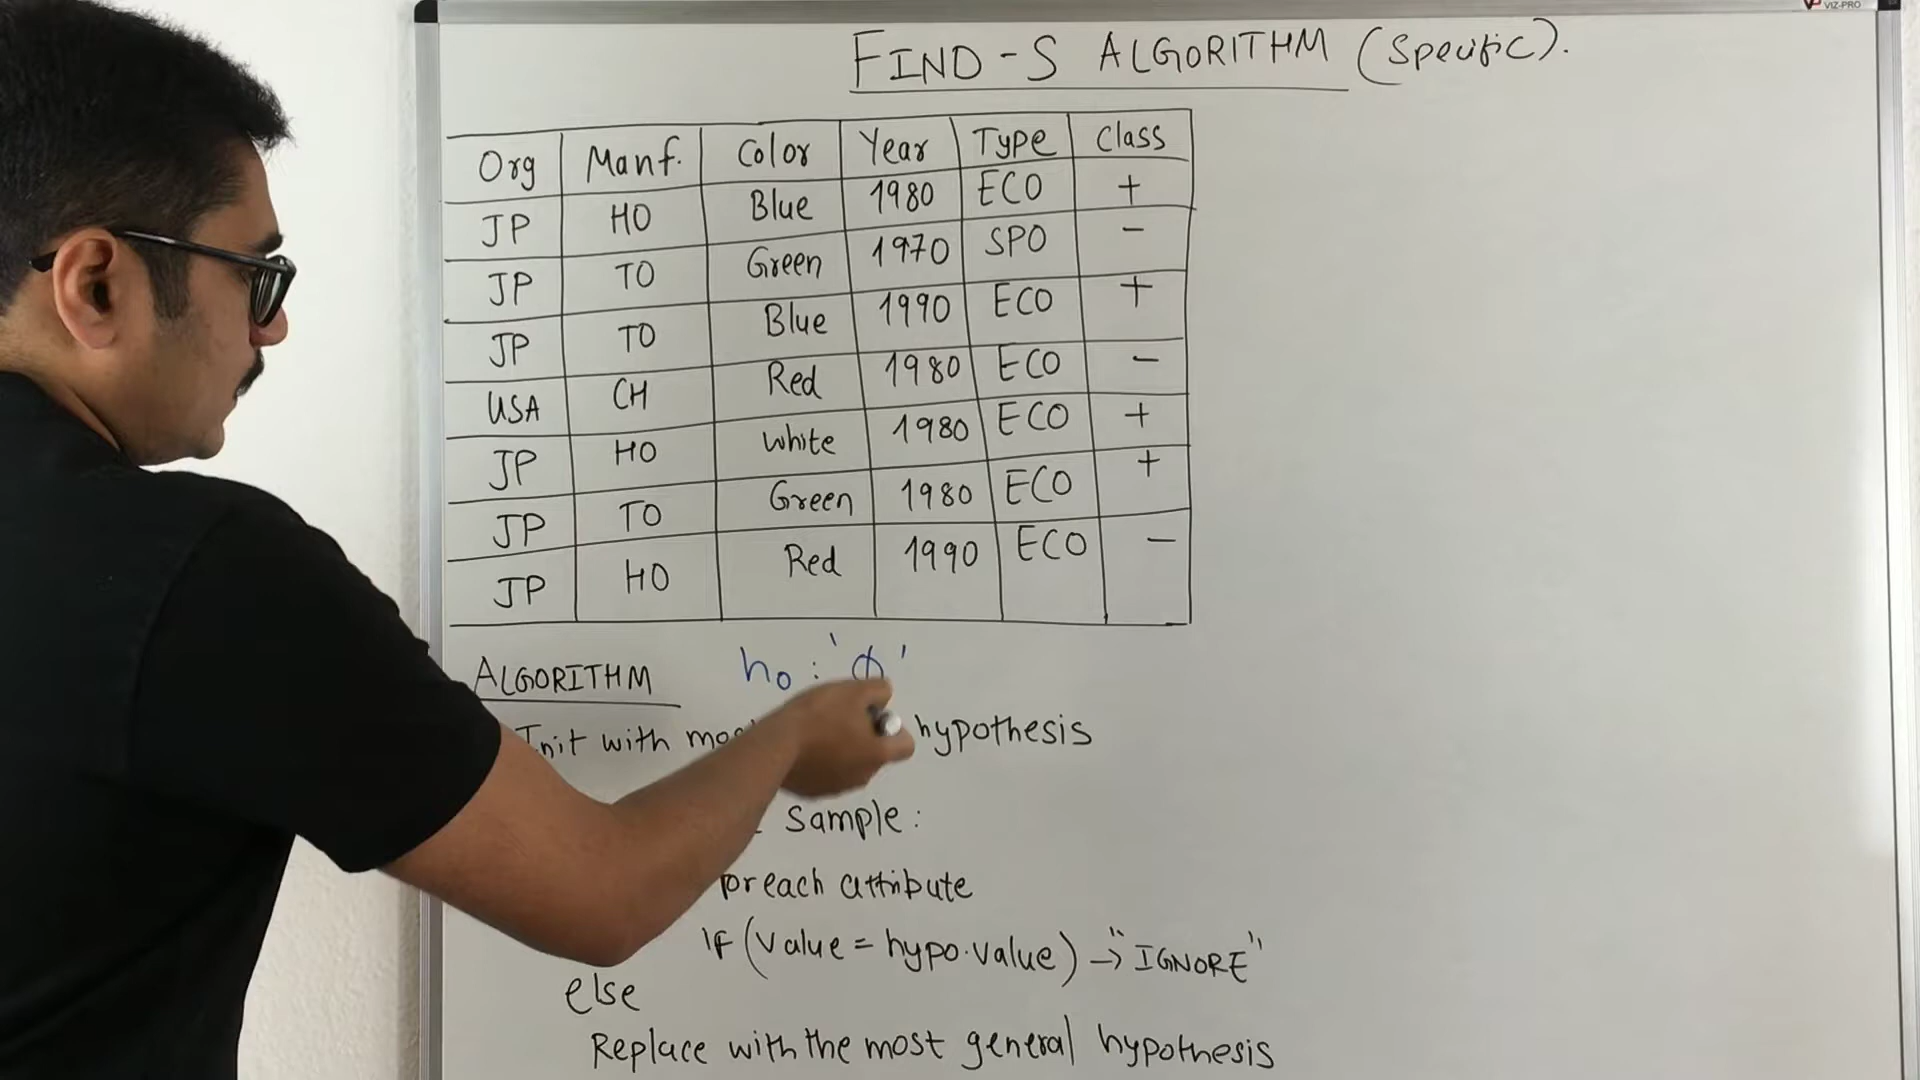 VIZ-PRO
FIND-S ALGORITHM (Specific).
Org Manf. Color Year Type Class
JP HO Blue 1980 ECO +
JP TO Green 1970 SPO -
JP TO Blue 1990 ECO +
USA CH Red 1980 ECO -
JP HO White 1980 ECO +
JP TO Green 1980 ECO +
JP HO Red 1990 ECO -
ALGORITHM h0 : 'ϕ'
Init with hypothesis
Sample:
each attribute
IF (Value = hypo.value) → "IGNORE"
else
Replace with the most general hypothesis